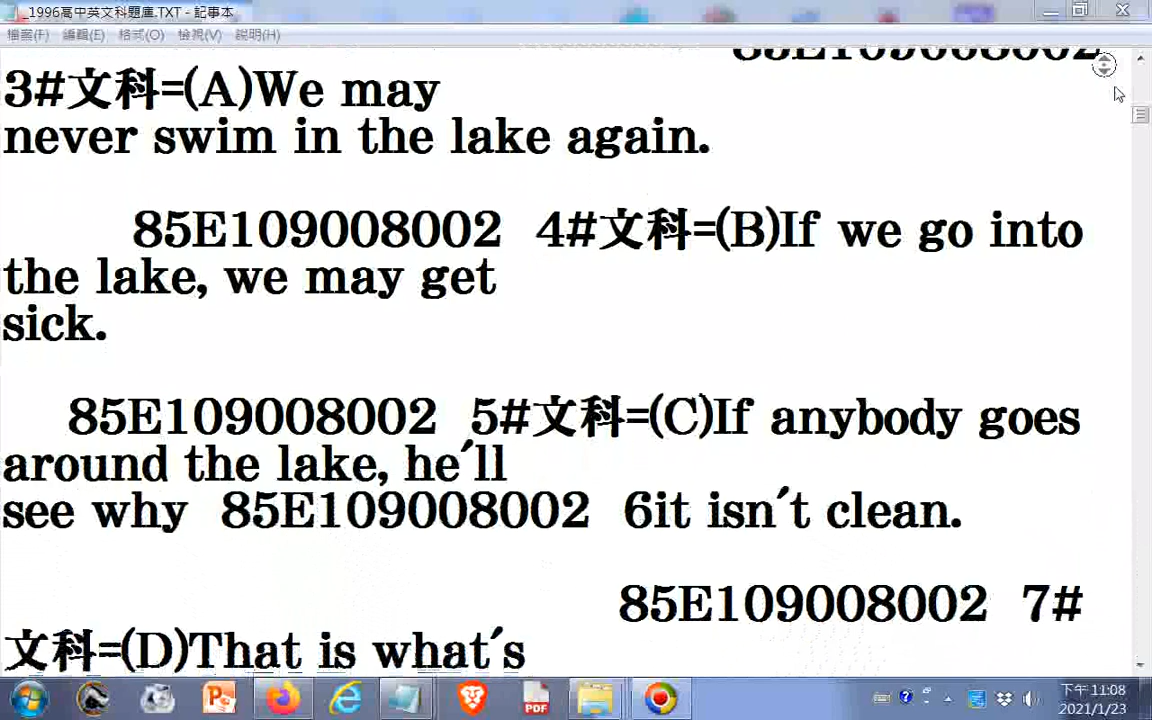 _1996高中英文科題庫.TXT - 記事本
檔案(F) 編輯(E) 格式(O) 檢視(V) 說明(H)
85E109008002
3#文科=(A)We may
never swim in the lake again.
85E109008002 4#文科=(B)If we go into
the lake, we may get
sick.
85E109008002 5#文科=(C)If anybody goes
around the lake, he´ll
see why 85E109008002 6it isn´t clean.
85E109008002 7#
文科=(D)That is what´s
PDF
下午 11:08
2021/1/23